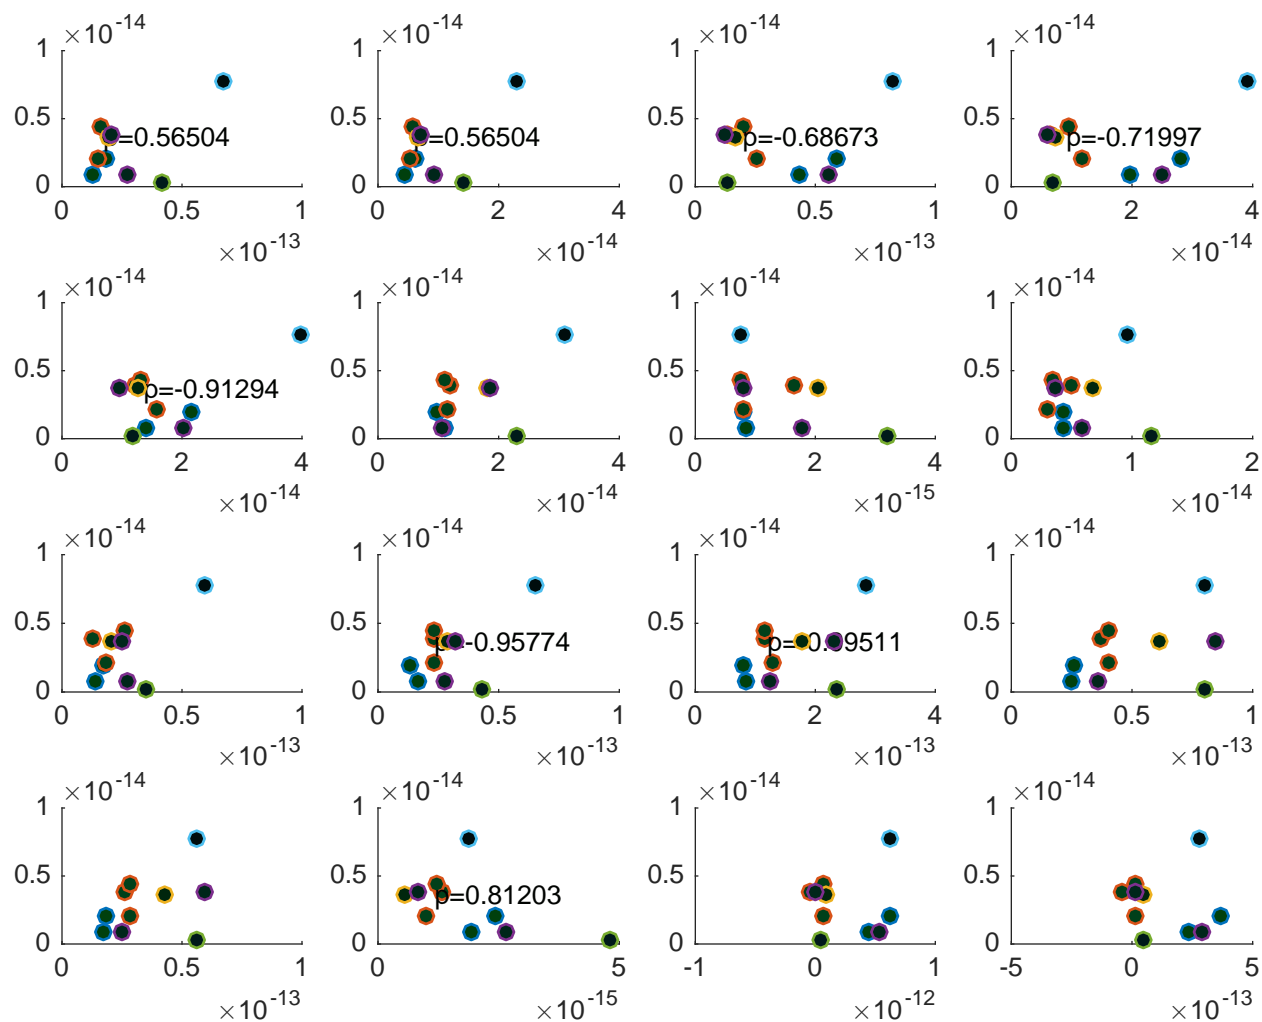 ×10-14 ×10-14 ×10-14 ×10-14
1 1 1 1
0.5 0.5 0.5 0.5
p=0.56504 p=0.56504 p=-0.68673 p=-0.71997
0 0 0 0
0 0.5 1 0 2 4 0 0.5 1 0 2 4
×10-13 ×10-14 ×10-13 ×10-14
×10-14 ×10-14 ×10-14 ×10-14
1 1 1 1
0.5 0.5 0.5 0.5
p=-0.91294
0 0 0 0
0 2 4 0 2 4 0 2 4 0 1 2
×10-14 ×10-14 ×10-15 ×10-14
×10-14 ×10-14 ×10-14 ×10-14
1 1 1 1
0.5 0.5 0.5 0.5
-0.95774
0 0 0 0
0 0.5 1 0 0.5 1 0 2 4 0 0.5 1
×10-13 ×10-13 ×10-13 ×10-13
×10-14 ×10-14 ×10-14 ×10-14
1 1 1 1
0.5 0.5 0.5 0.5
p=0.81203
0 0 0 0
0 0.5 1 0 5 -1 0 1 -5 0 5
×10-13 ×10-15 ×10-12 ×10-13